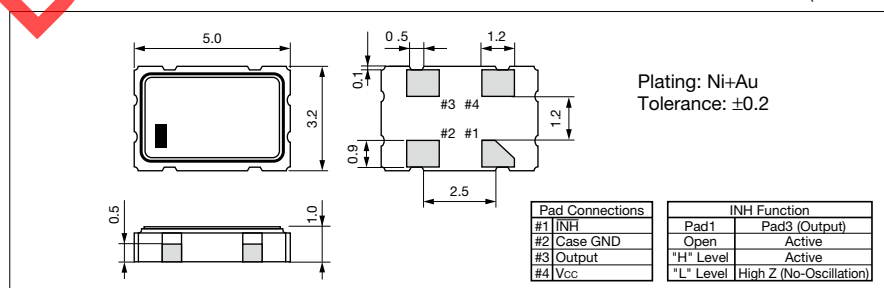 5.0
0.5
1.2
0.1
#3 #4
#2 #1
3.2
1.2
0.9
2.5
0.5
1.0
Plating: Ni+Au
Tolerance: ±0.2
Pad Connections
#1 INH
#2 Case GND
#3 Output
#4 Vcc
INH Function
Pad1 Pad3 (Output)
Open Active
"H" Level Active
"L" Level High Z (No-Oscillation)